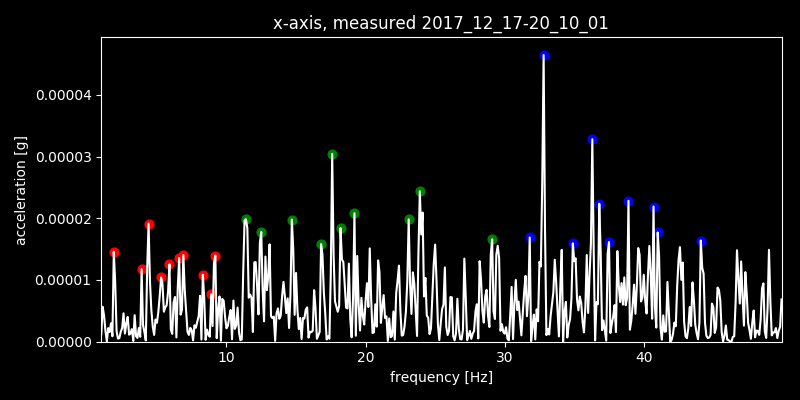 x-axis, measured 2017_12_17-20_10_01
acceleration [g]
0.00004
0.00003
0.00002
0.00001
0.00000
10 20 30 40
frequency [Hz]